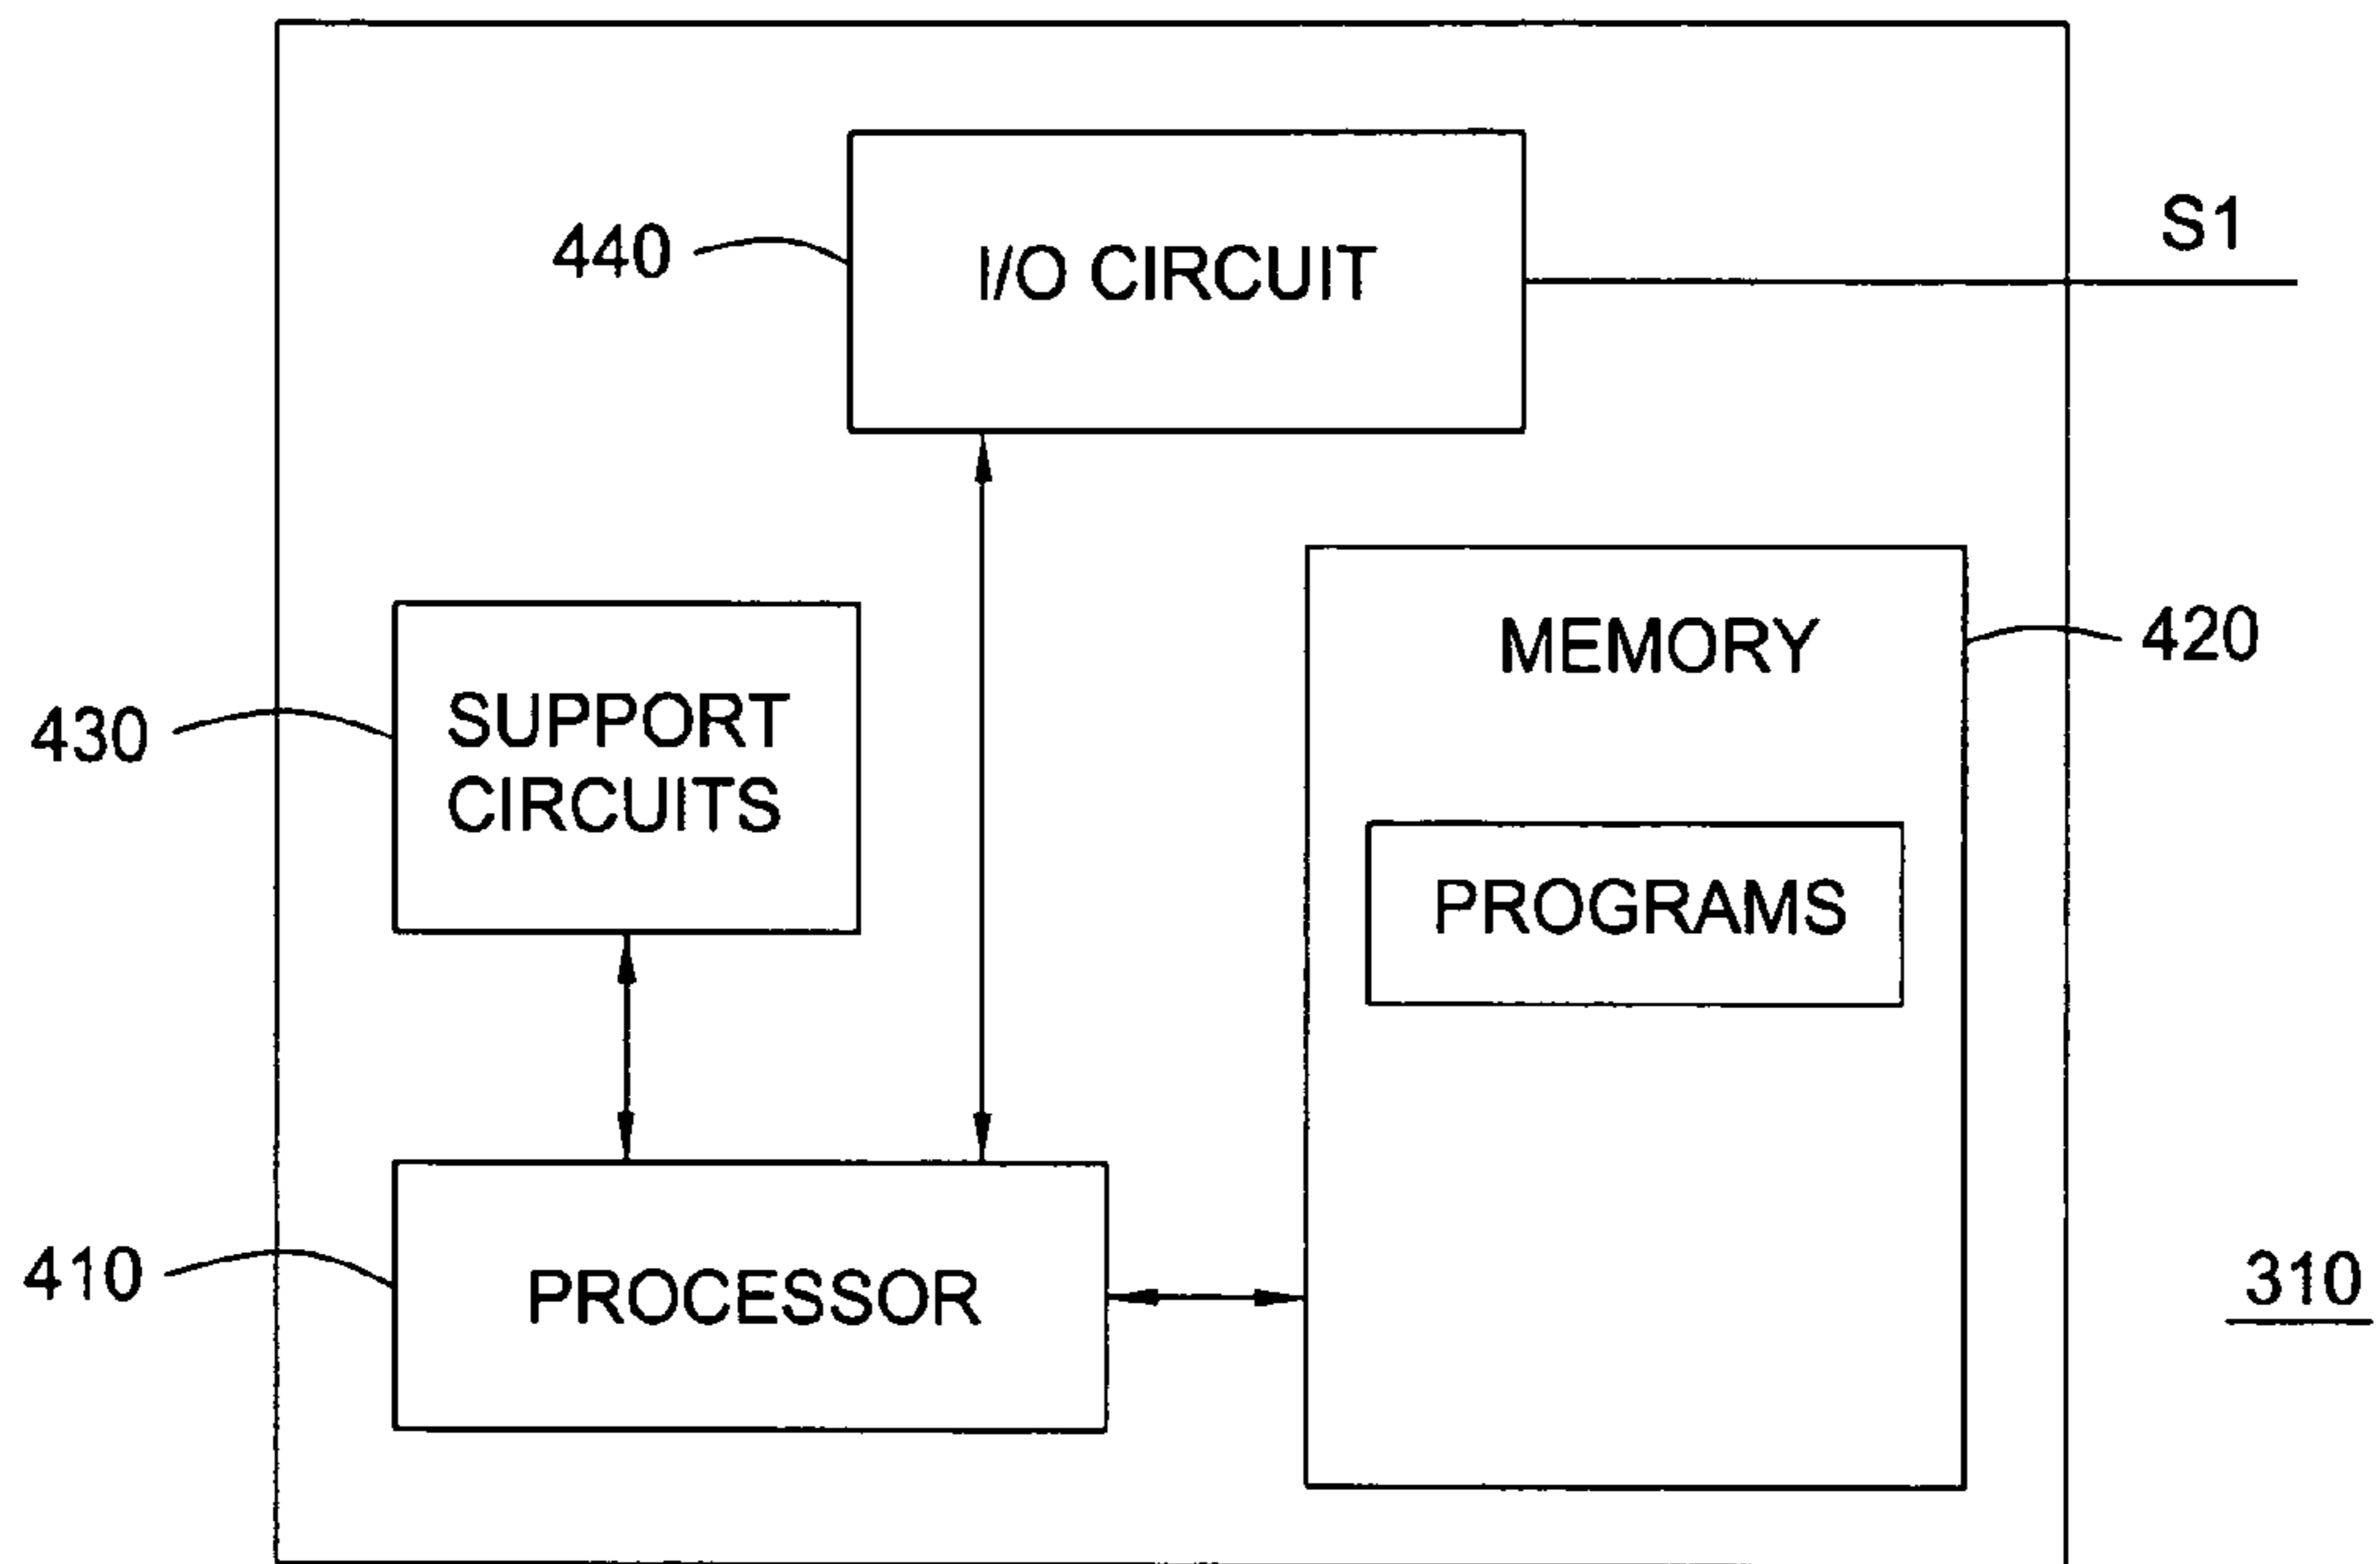 S1
440
I/O CIRCUIT
MEMORY
420
430
SUPPORT
CIRCUITS
PROGRAMS
410
PROCESSOR
310